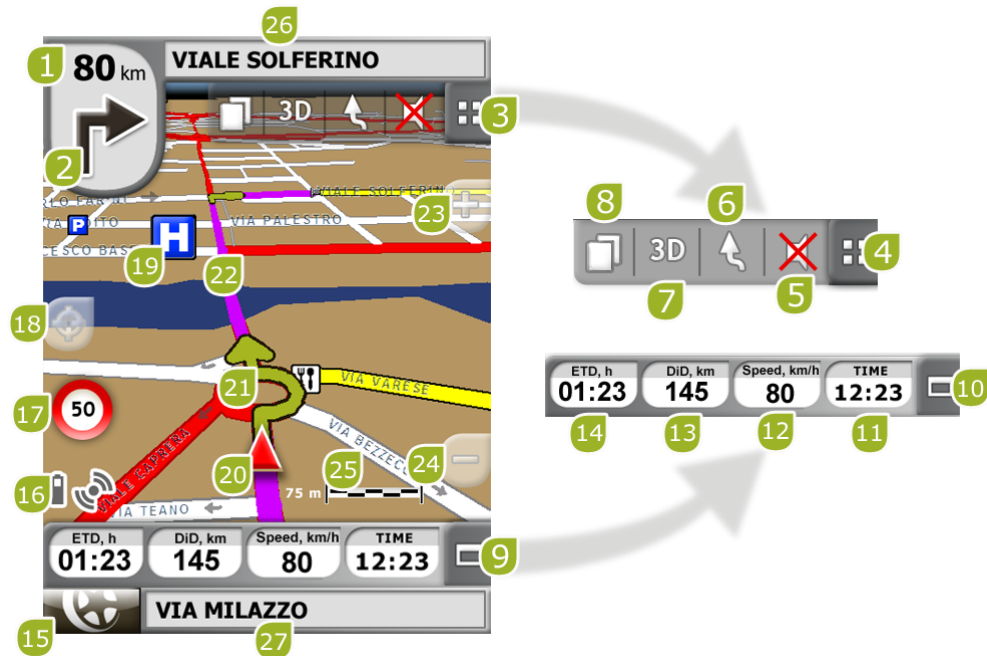 26
1
80 km
VIALE SOLFERINO
3D
3
2
VIALE SOLFERINO
23
P
VIA PALESTRO
H
19
22
8
6
3D
4
7
5
18
21
VIA VARESE
17
50
VIA BEZZECC
VIALE CAPRERA
20
25
24
75 m
16
VIA TEANO
ETD, h
01:23
DiD, km
145
Speed, km/h
80
TIME
12:23
9
ETD, h
01:23
DiD, km
145
Speed, km/h
80
TIME
12:23
10
14
13
12
11
15
VIA MILAZZO
27